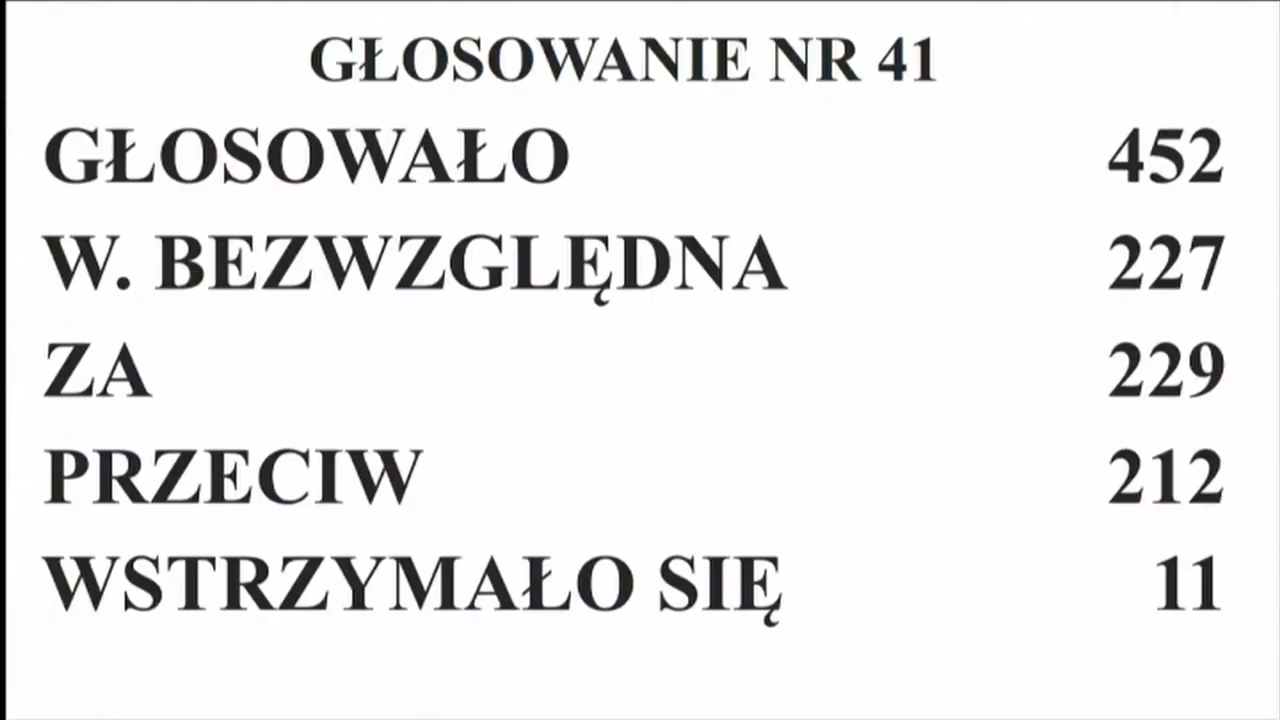 GŁOSOWANIE NR 41
GŁOSOWAŁO 452
W. BEZWZGLĘDNA 227
ZA 229
PRZECIW 212
WSTRZYMAŁO SIĘ 11